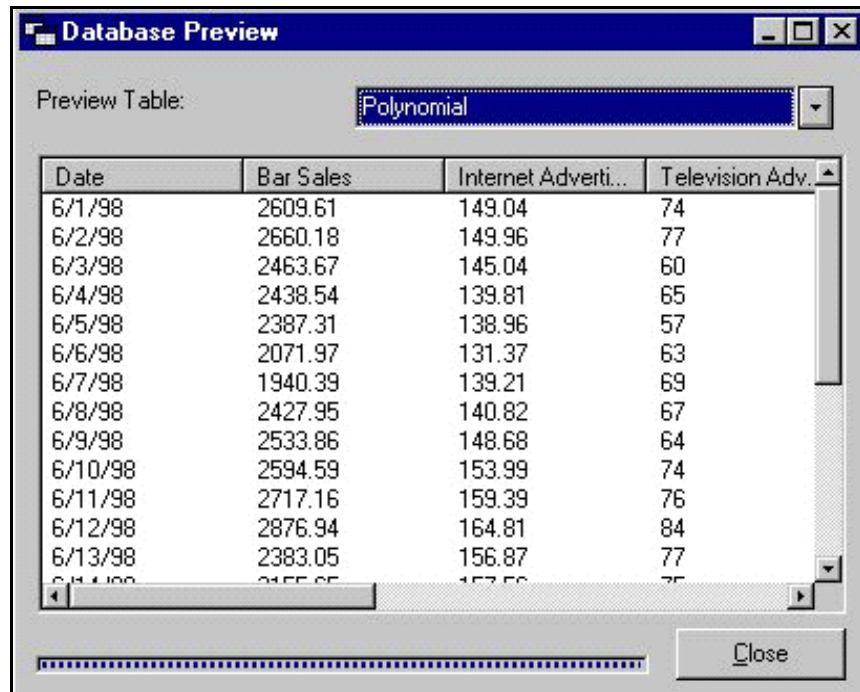 Database Preview
Preview Table: Polynomial
Date Bar Sales Internet Adverti... Television Adv.
6/1/98 2609.61 149.04 74
6/2/98 2660.18 149.96 77
6/3/98 2463.67 145.04 60
6/4/98 2438.54 139.81 65
6/5/98 2387.31 138.96 57
6/6/98 2071.97 131.37 63
6/7/98 1940.39 139.21 69
6/8/98 2427.95 140.82 67
6/9/98 2533.86 148.68 64
6/10/98 2594.59 153.99 74
6/11/98 2717.16 159.39 76
6/12/98 2876.94 164.81 84
6/13/98 2383.05 156.87 77
Close